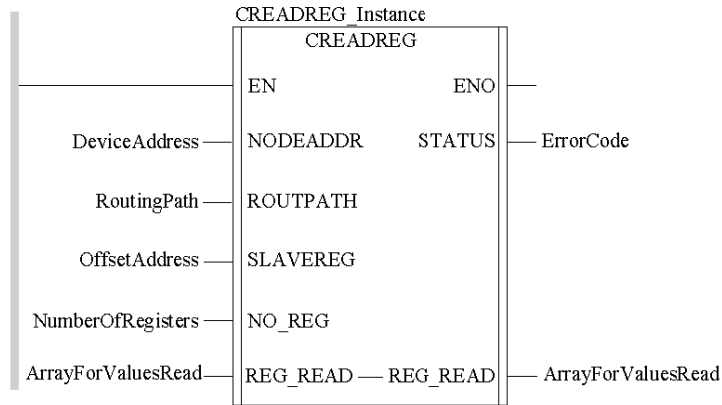 CREADREG_Instance
CREADREG
EN ENO
DeviceAddress NODEADDR STATUS ErrorCode
RoutingPath ROUTPATH
OffsetAddress SLAVEREG
NumberOfRegisters NO_REG
ArrayForValuesRead REG_READ REG_READ ArrayForValuesRead